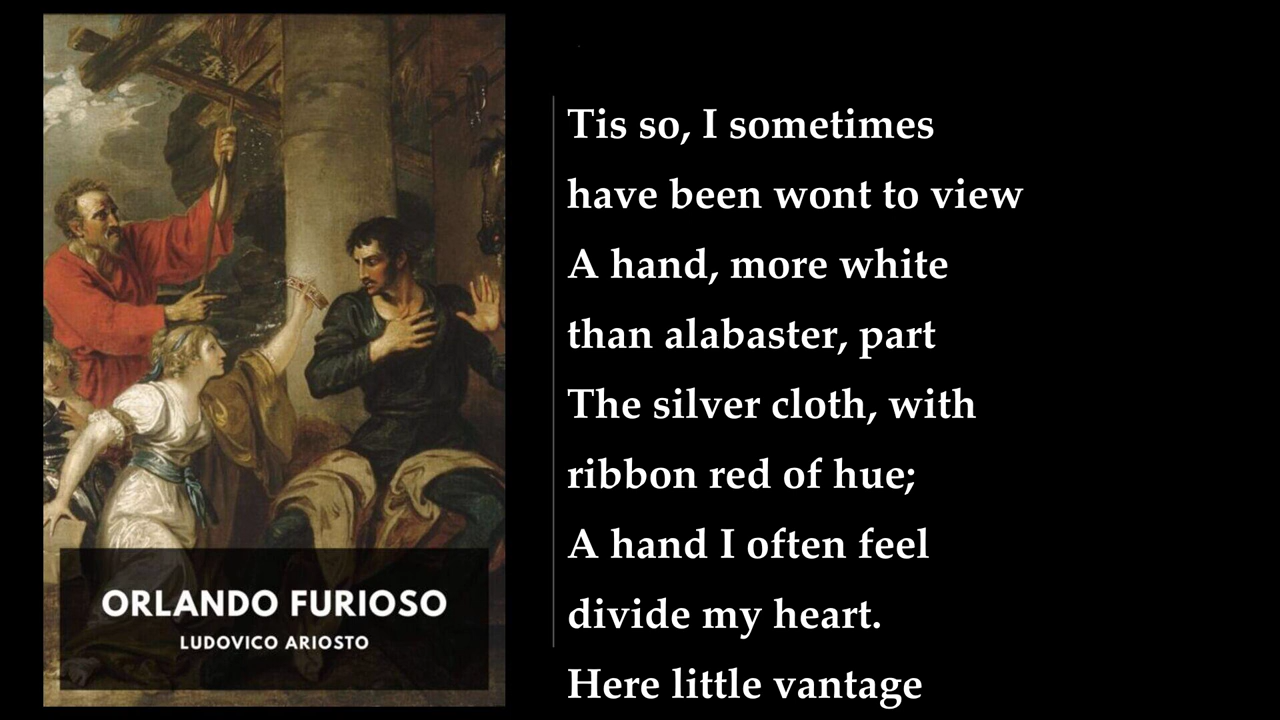 ORLANDO FURIOSO
LUDOVICO ARIOSTO
Tis so, I sometimes
have been wont to view
A hand, more white
than alabaster, part
The silver cloth, with
ribbon red of hue;
A hand I often feel
divide my heart.
Here little vantage